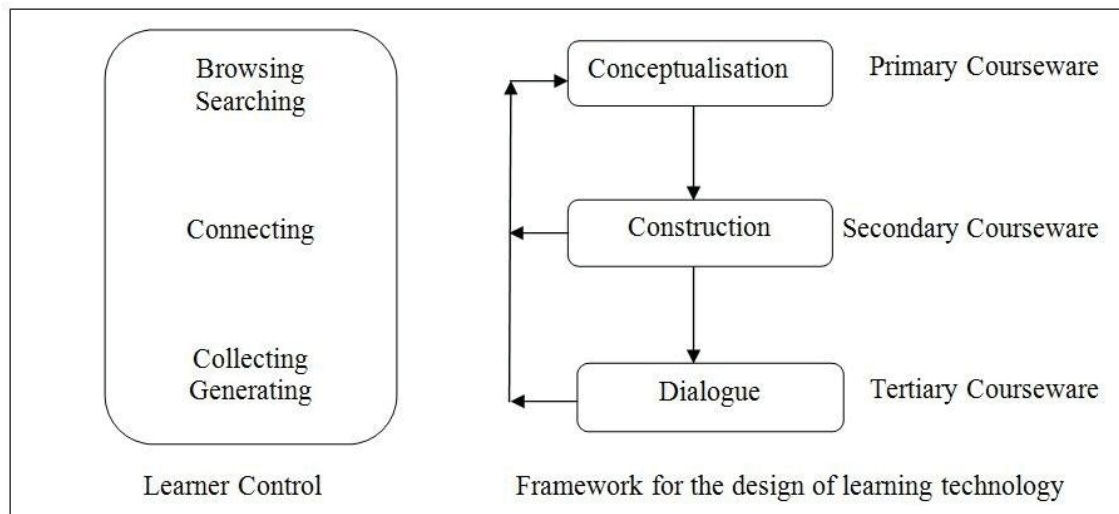 Browsing
Searching
Connecting
Collecting
Generating
Learner Control
Conceptualisation
Primary Courseware
Construction
Secondary Courseware
Dialogue
Tertiary Courseware
Framework for the design of learning technology